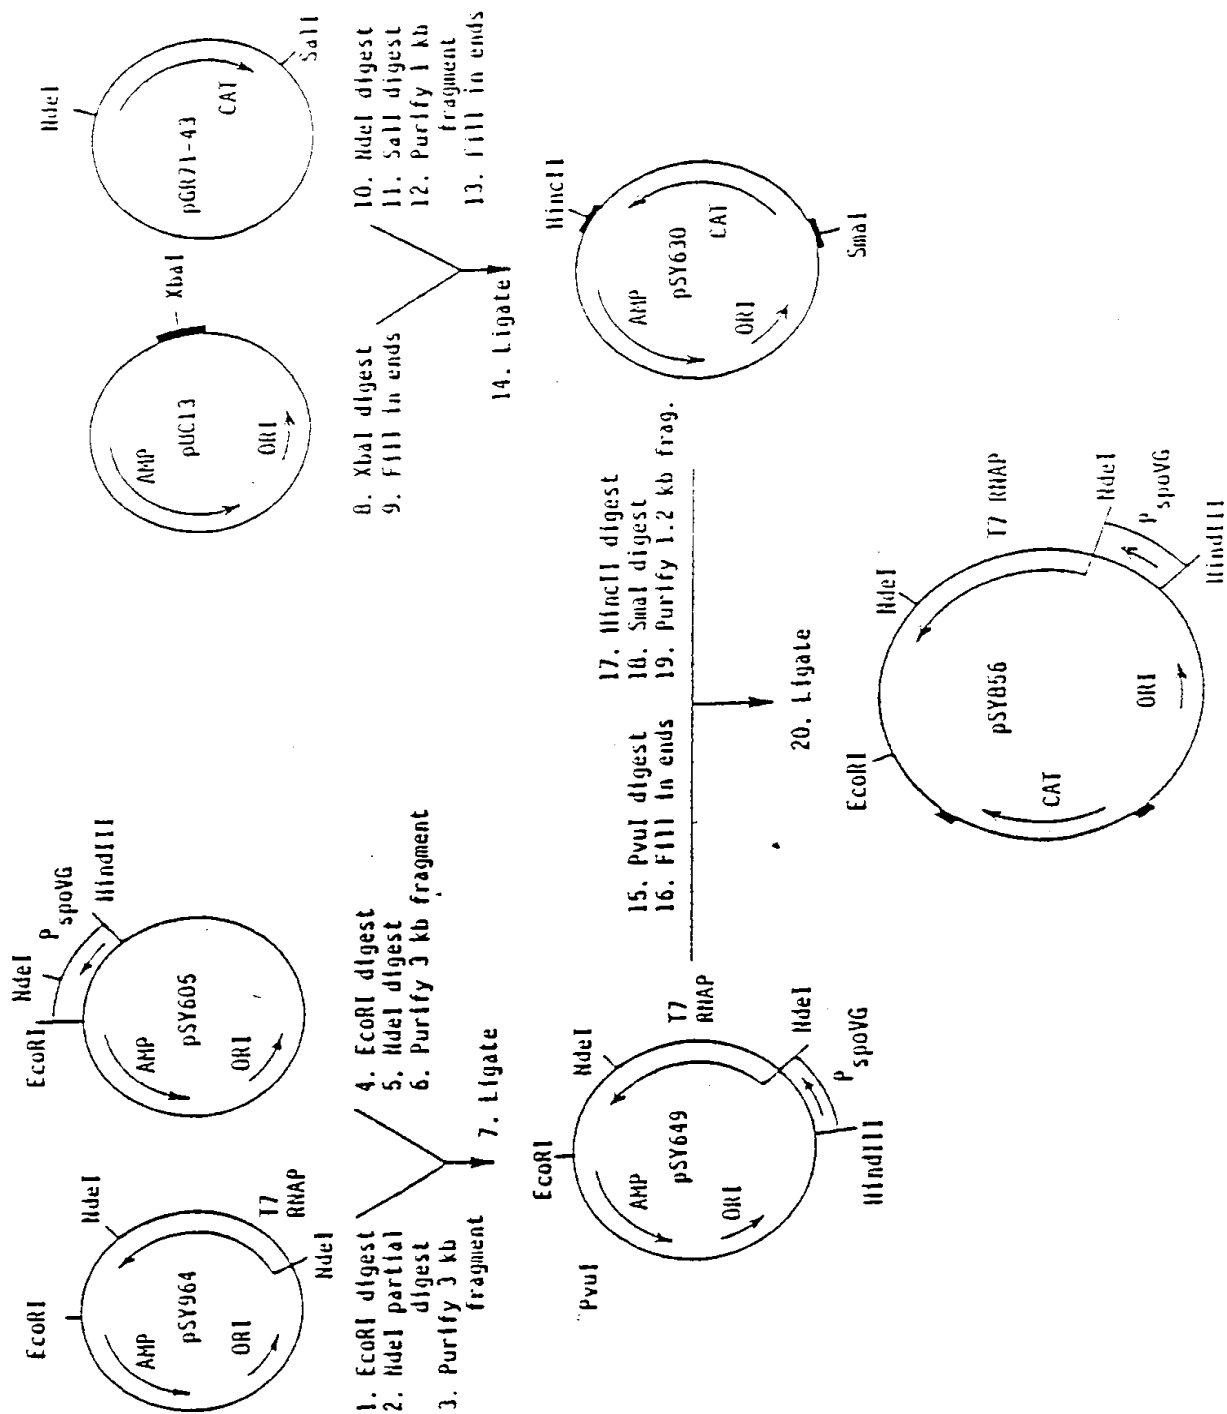 EcoRI
NdeI
AMP
pSY964
ORI
T7
RNAP
NdeI
EcoRI
NdeI
P spoVG
HindIII
AMP
pSY605
ORI
1. EcoRI digest
2. NdeI partial
digest
3. Purify 3 kb
fragment
4. EcoRI digest
5. NdeI digest
6. Purify 3 kb fragment
7. Ligate
XbaI
AMP
pUC13
ORI
NdeI
pGR71-43
CAT
SalI
8. XbaI digest
9. Fill in ends
10. NdeI digest
11. SalI digest
12. Purify 1 kb
fragment
13. Fill in ends
14. Ligate
PvuI
EcoRI
NdeI
AMP
pSY649
ORI
T7
RNAP
NdeI
P spoVG
HindIII
HincII
AMP
pSY630
CAT
ORI
SmaI
15. PvuI digest
16. Fill in ends
17. HincII digest
18. SmaI digest
19. Purify 1.2 kb frag.
20. Ligate
EcoRI
NdeI
T7 RNAP
pSY856
CAT
ORI
NdeI
P spoVG
HindIII